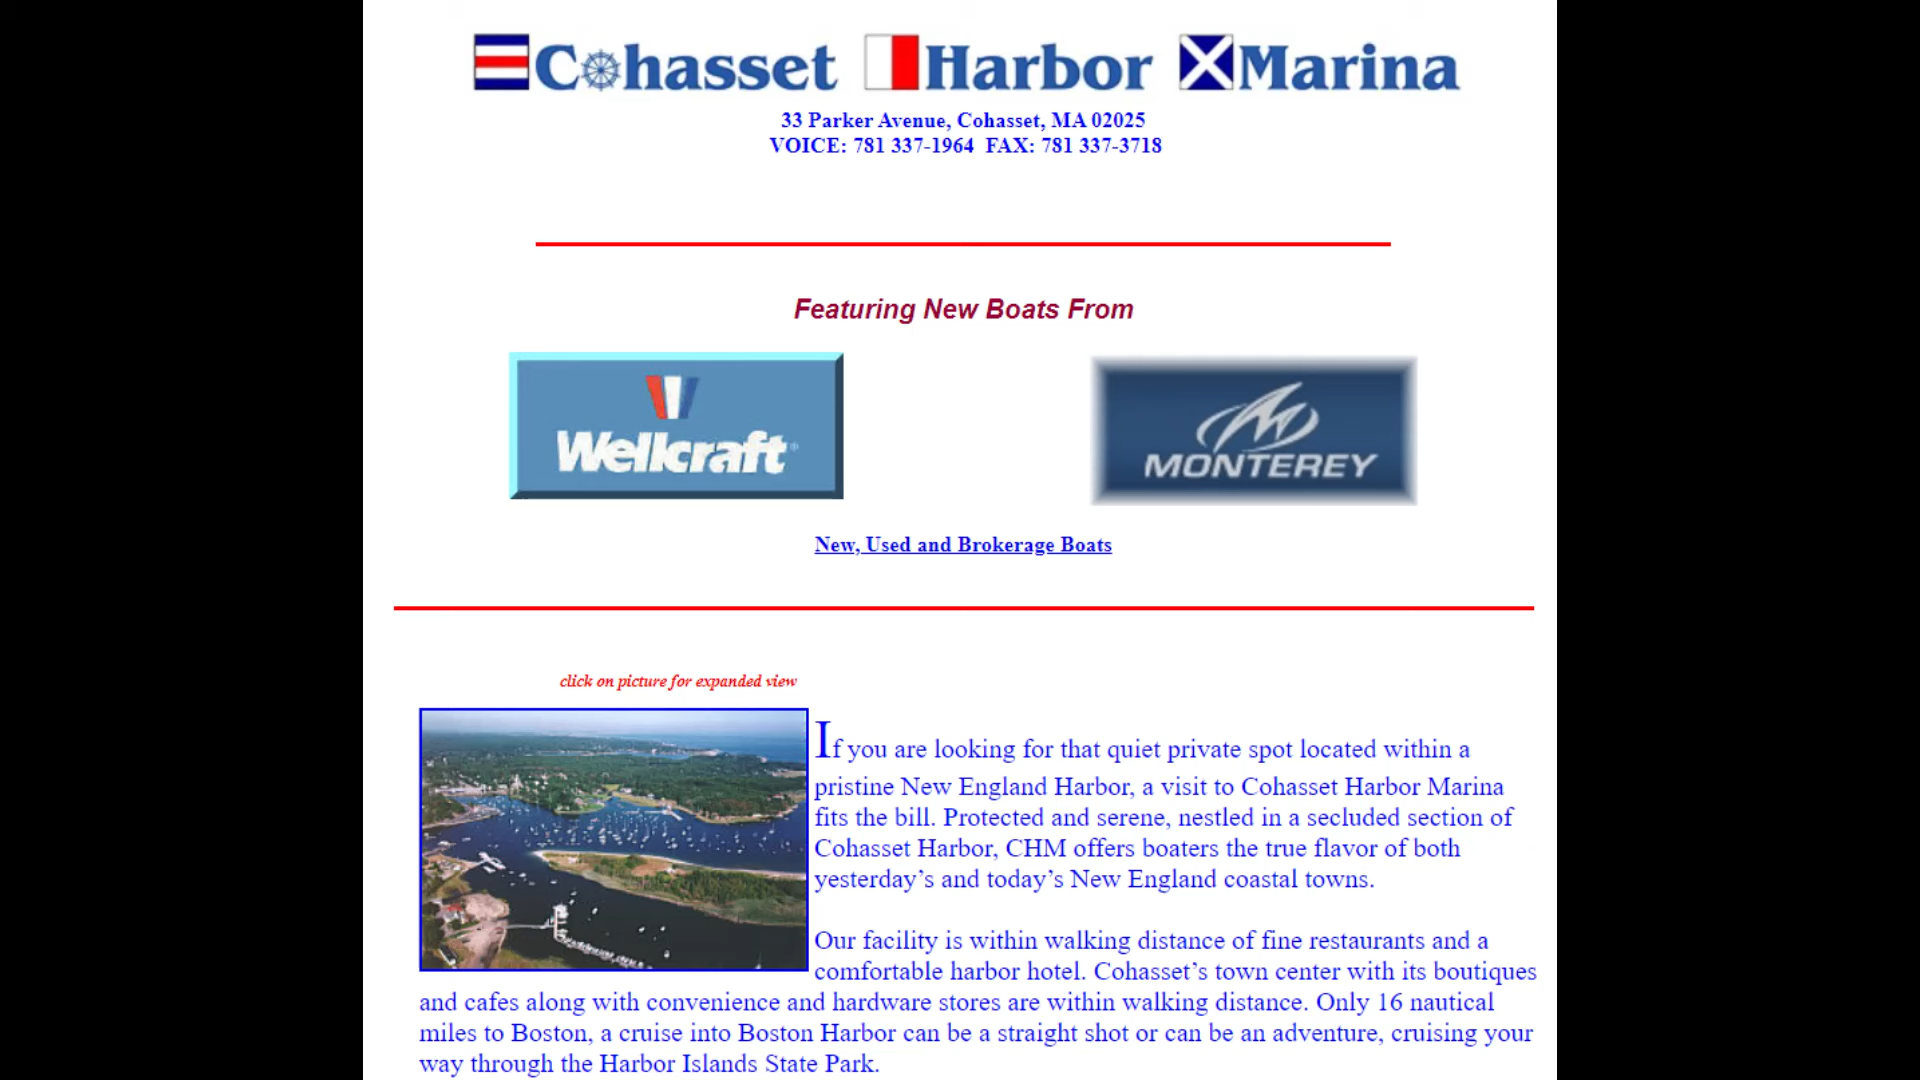 Cohasset Harbor Marina
33 Parker Avenue, Cohasset, MA 02025
VOICE: 781 337-1964 FAX: 781 337-3718
Featuring New Boats From
Wellcraft®
MONTEREY
New, Used and Brokerage Boats
click on picture for expanded view
If you are looking for that quiet private spot located within a
pristine New England Harbor, a visit to Cohasset Harbor Marina
fits the bill. Protected and serene, nestled in a secluded section of
Cohasset Harbor, CHM offers boaters the true flavor of both
yesterday’s and today’s New England coastal towns.
Our facility is within walking distance of fine restaurants and a
comfortable harbor hotel. Cohasset’s town center with its boutiques
and cafes along with convenience and hardware stores are within walking distance. Only 16 nautical
miles to Boston, a cruise into Boston Harbor can be a straight shot or can be an adventure, cruising your
way through the Harbor Islands State Park.